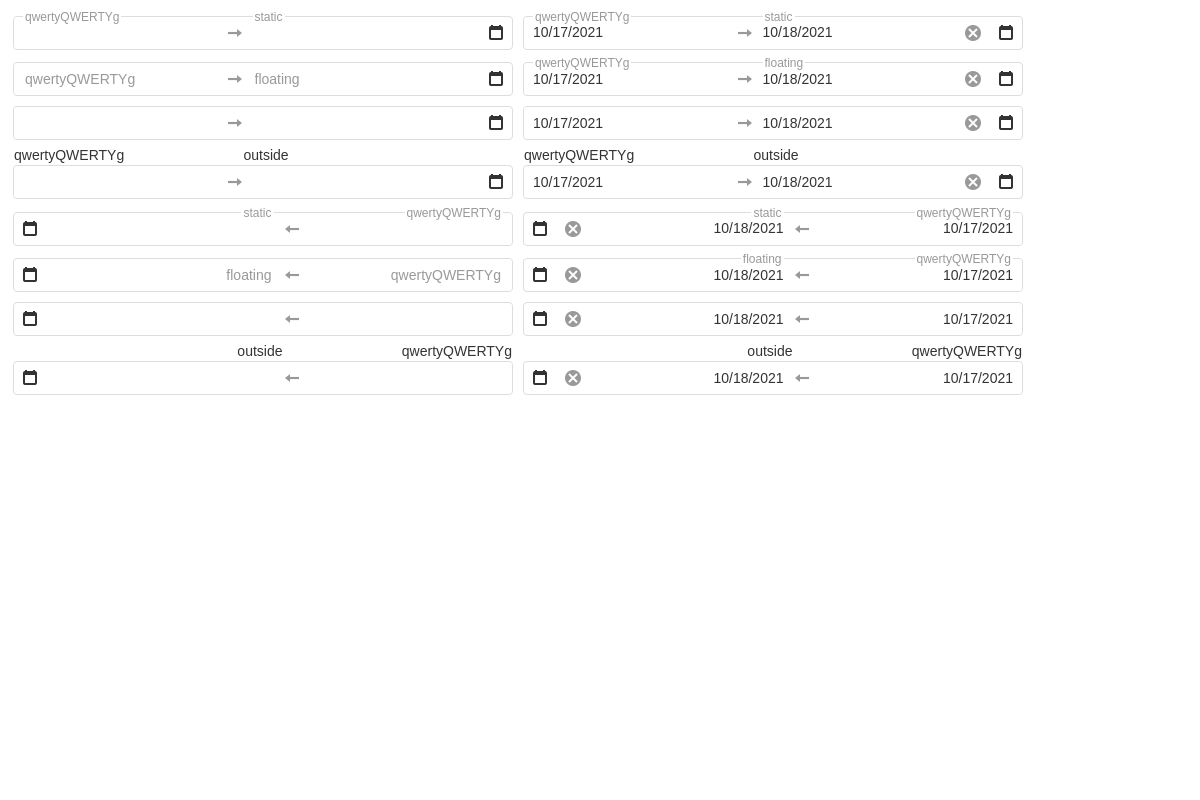 qwertyQWERTYg static qwertyQWERTYg static
10/17/2021 10/18/2021
qwertyQWERTYg floating
qwertyQWERTYg floating 10/17/2021 10/18/2021
10/17/2021 10/18/2021
qwertyQWERTYg outside qwertyQWERTYg outside
10/17/2021 10/18/2021
static qwertyQWERTYg static qwertyQWERTYg
10/18/2021 10/17/2021
floating qwertyQWERTYg
floating qwertyQWERTYg 10/18/2021 10/17/2021
10/18/2021 10/17/2021
outside qwertyQWERTYg outside qwertyQWERTYg
10/18/2021 10/17/2021